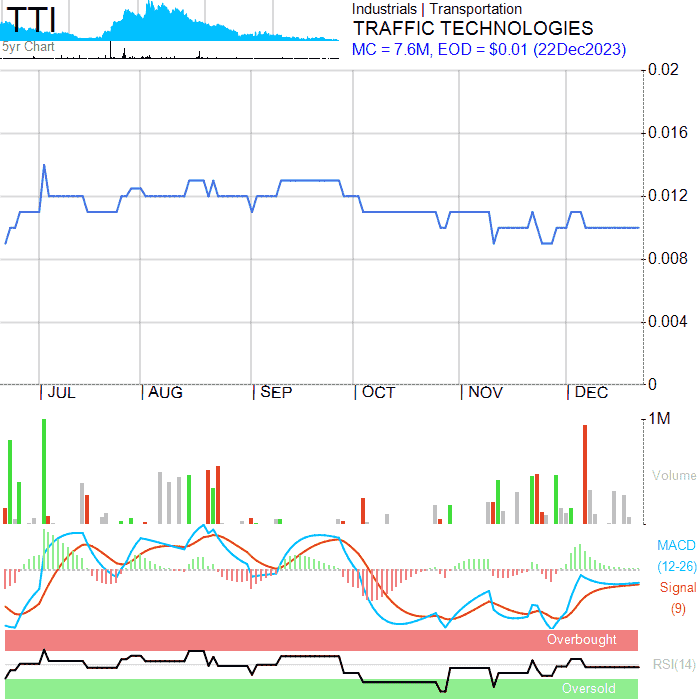 TTI
5yr Chart
Industrials | Transportation
TRAFFIC TECHNOLOGIES
MC = 7.6M, EOD = $0.01 (22Dec2023)
0.02
0.016
0.012
0.008
0.004
0
JUL AUG SEP OCT NOV DEC
1M
Volume
MACD
(12-26)
Signal
(9)
Overbought
RSI(14)
Oversold